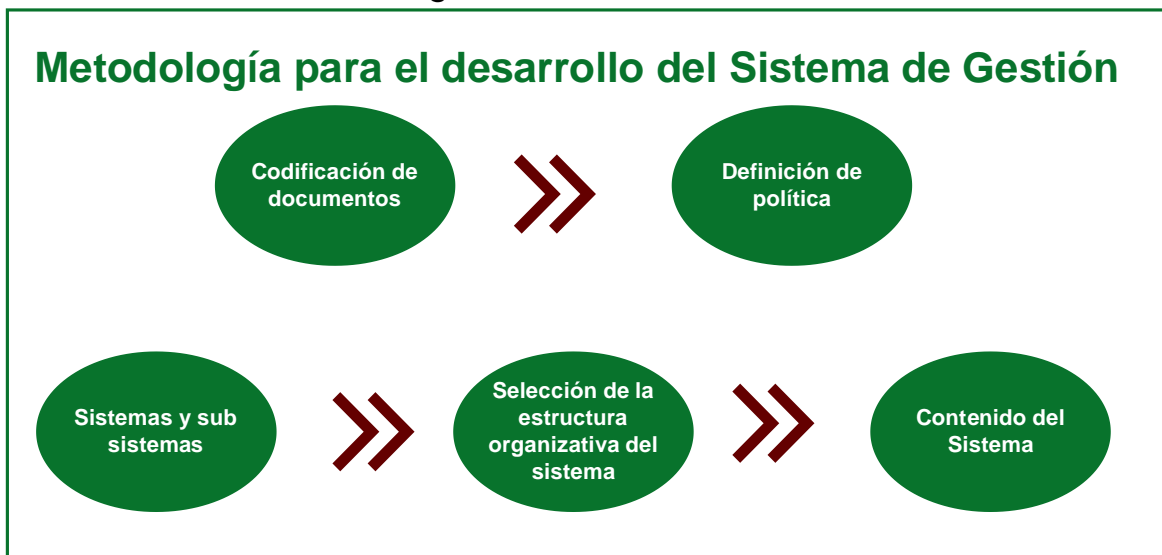 Metodología para el desarrollo del Sistema de Gestión
Codificación de
documentos
Definición de
política
Sistemas y sub
sistemas
Selección de la
estructura
organizativa del
sistema
Contenido del
Sistema